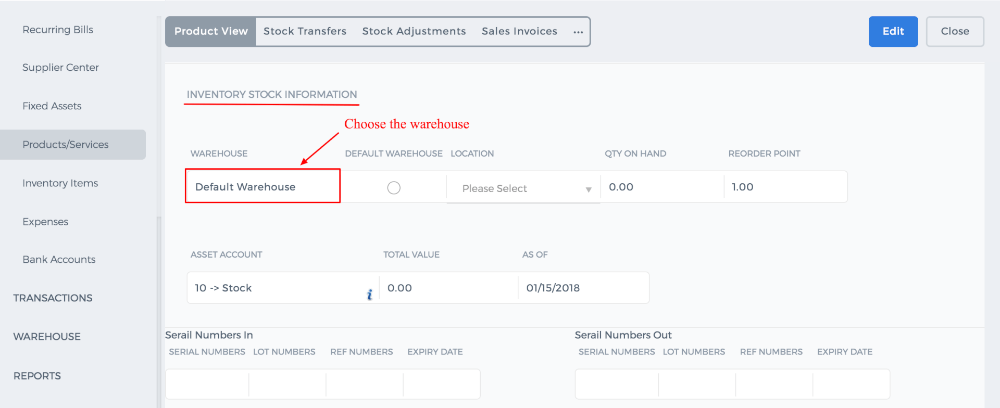 Recurring Bills
Supplier Center
Fixed Assets
Products/Services
Inventory Items
Expenses
Bank Accounts
TRANSACTIONS
WAREHOUSE
REPORTS
Product View Stock Transfers Stock Adjustments Sales Invoices ...
Edit Close
INVENTORY STOCK INFORMATION
Choose the warehouse
WAREHOUSE DEFAULT WAREHOUSE LOCATION QTY ON HAND REORDER POINT
Default Warehouse Please Select 0.00 1.00
ASSET ACCOUNT TOTAL VALUE AS OF
10 -> Stock i 0.00 01/15/2018
Serail Numbers In
SERIAL NUMBERS LOT NUMBERS REF NUMBERS EXPIRY DATE
Serail Numbers Out
SERIAL NUMBERS LOT NUMBERS REF NUMBERS EXPIRY DATE